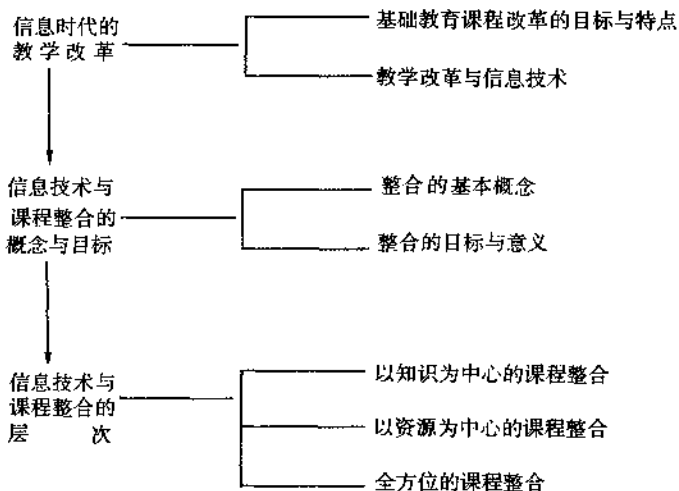 信息时代的
教学改革
基础教育课程改革的目标与特点
教学改革与信息技术
信息技术与
课程整合的
概念与目标
整合的基本概念
整合的目标与意义
信息技术与
课程整合的
层次
以知识为中心的课程整合
以资源为中心的课程整合
全方位的课程整合